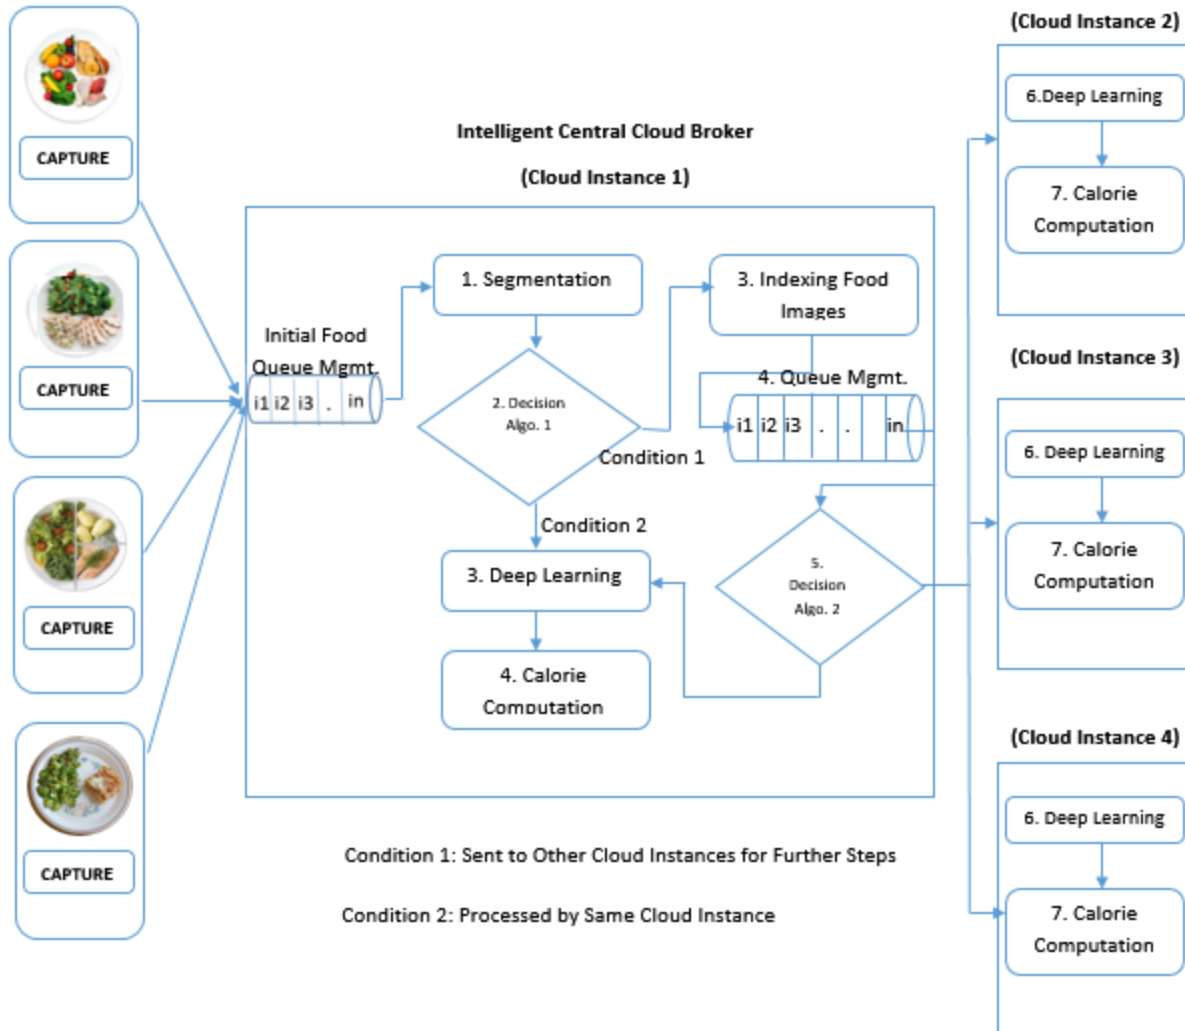 CAPTURE
CAPTURE
CAPTURE
CAPTURE
Intelligent Central Cloud Broker
(Cloud Instance 1)
Initial Food
Queue Mgmt.
i1 i2 i3 . in
1. Segmentation
2. Decision
Algo. 1
Condition 1
Condition 2
3. Indexing Food
Images
4. Queue Mgmt.
i1 i2 i3 . . in
5.
Decision
Algo. 2
3. Deep Learning
4. Calorie
Computation
(Cloud Instance 2)
6.Deep Learning
7. Calorie
Computation
(Cloud Instance 3)
6. Deep Learning
7. Calorie
Computation
(Cloud Instance 4)
6. Deep Learning
7. Calorie
Computation
Condition 1: Sent to Other Cloud Instances for Further Steps
Condition 2: Processed by Same Cloud Instance